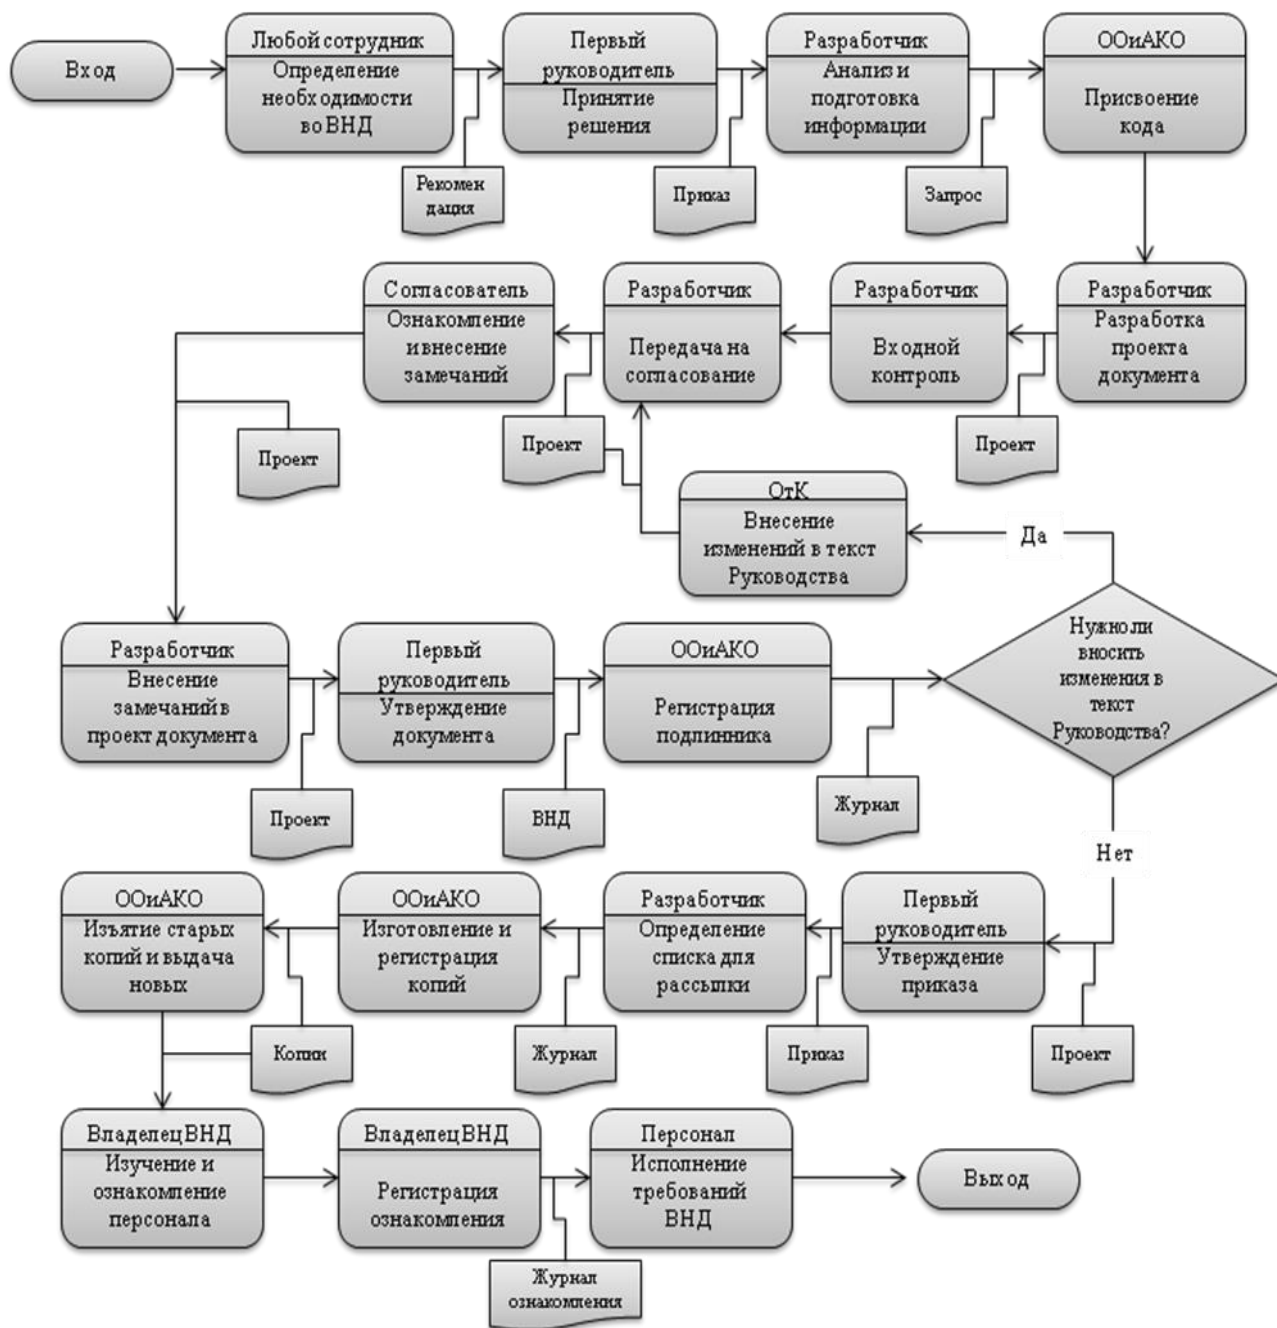 Вход
Любой сотрудник
Определение
необходимости
во ВНД
Первый
руководитель
Принятие
решения
Разработчик
Анализ и
подготовка
информации
ООиАКО
Присвоение
кода
Рекомен
дация
Приказ
Запрос
Согласователь
Ознакомление
и внесение
замечаний
Разработчик
Передача на
согласование
Разработчик
Входной
контроль
Разработчик
Разработка
проекта
документа
Проект
Проект
Проект
ОтК
Внесение
изменений в текст
Руководства
Да
Нужно ли
вносить
изменения в
текст
Руководства?
Разработчик
Внесение
замечаний в
проект документа
Первый
руководитель
Утверждение
документа
ООиАКО
Регистрация
подлинника
Проект
ВНД
Журнал
Нет
ООиАКО
Изъятие старых
копий и выдача
новых
ООиАКО
Изготовление и
регистрация
копий
Разработчик
Определение
списка для
рассылки
Первый
руководитель
Утверждение
приказа
Копии
Журнал
Приказ
Проект
Владелец ВНД
Изучение и
ознакомление
персонала
Владелец ВНД
Регистрация
ознакомления
Персонал
Исполнение
требований
ВНД
Выход
Журнал
ознакомления